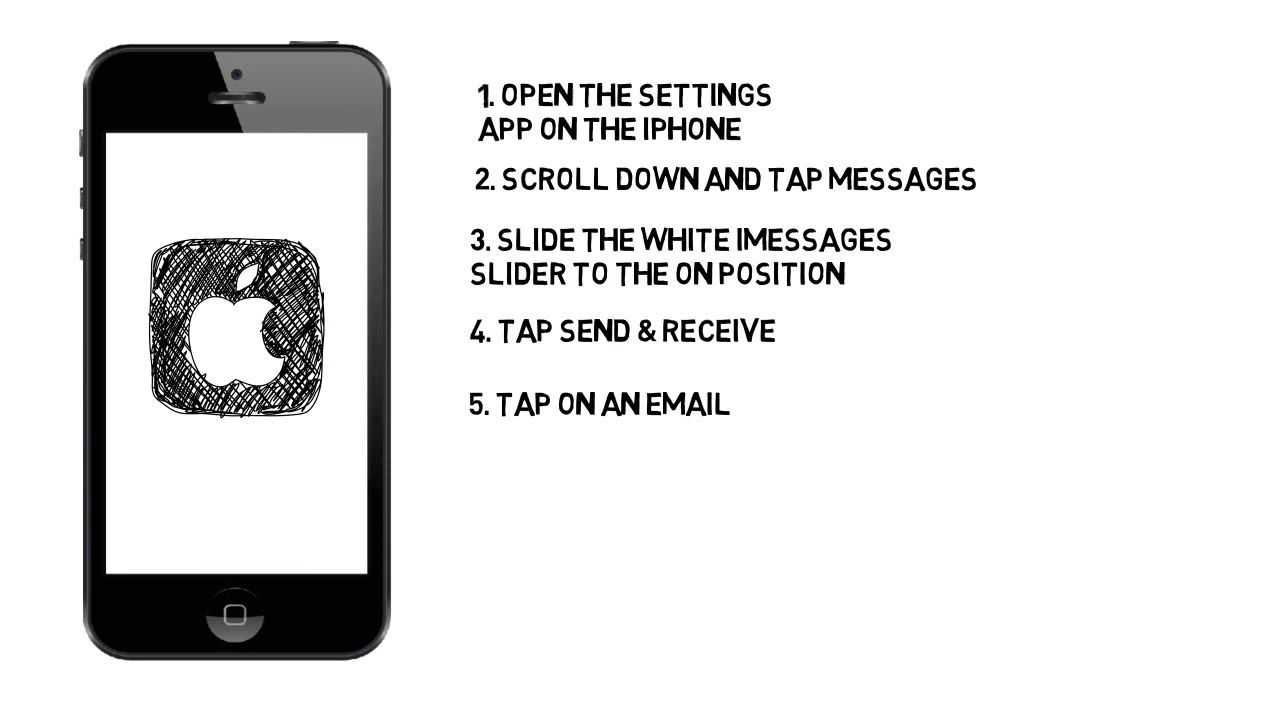 1. OPEN THE SETTINGS
APP ON THE IPHONE
2. SCROLL DOWN AND TAP MESSAGES
3. SLIDE THE WHITE IMESSAGES
SLIDER TO THE ON POSITION
4. TAP SEND & RECEIVE
5. TAP ON AN EMAIL